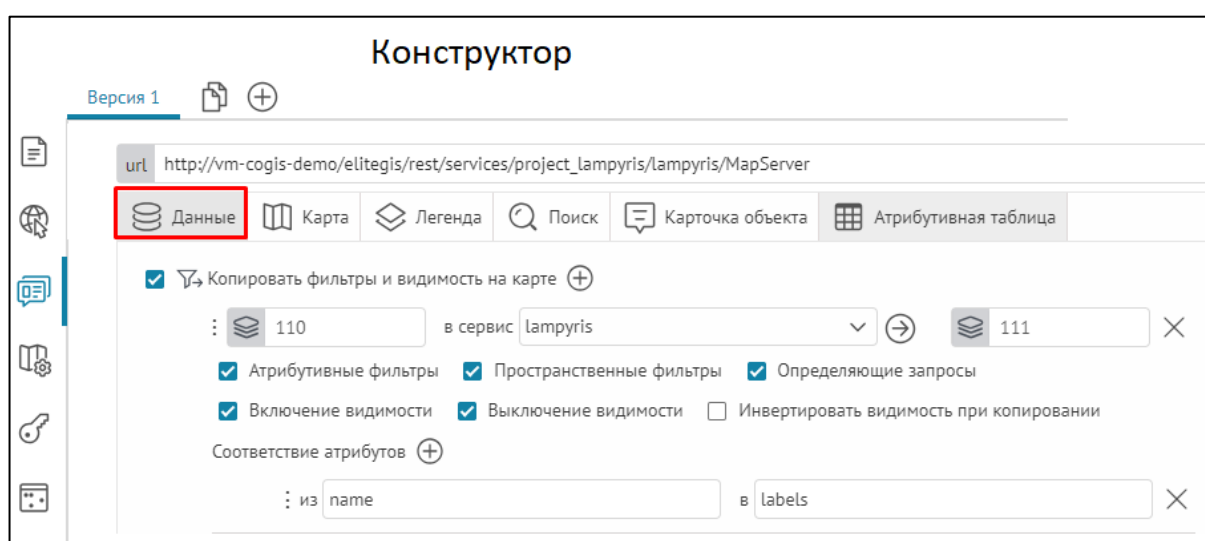 Конструктор
Версия 1
url http://vm-cogis-demo/elitegis/rest/services/project_lampyris/lampyris/MapServer
Данные Карта Легенда Поиск Карточка объекта Атрибутивная таблица
Копировать фильтры и видимость на карте
110 в сервис lampyris 111
Атрибутивные фильтры Пространственные фильтры Определяющие запросы
Включение видимости Выключение видимости Инвертировать видимость при копировании
Соответствие атрибутов
из name в labels